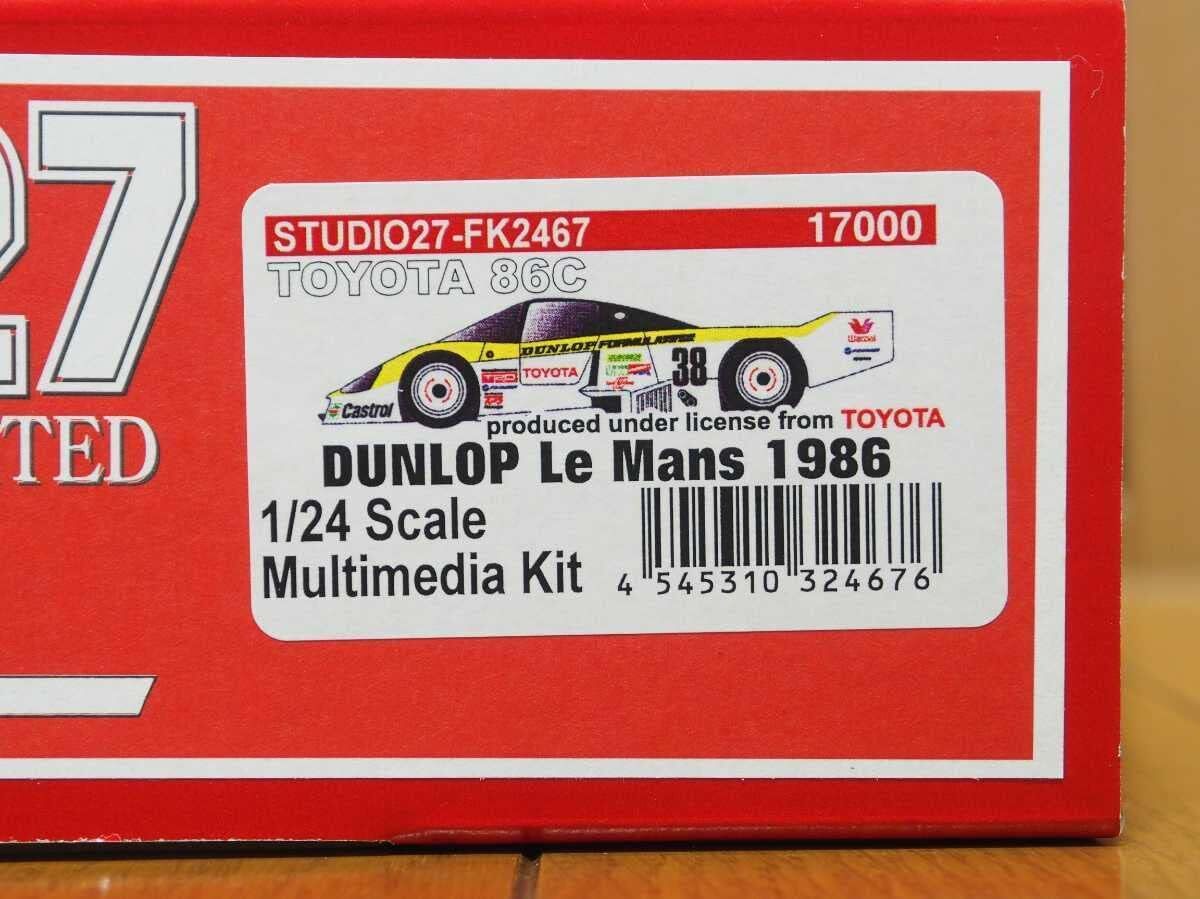 27
TED
STUDIO27-FK2467 17000
TOYOTA 86C
DUNLOP
38
TRD
TOYOTA
Castrol
produced under license from TOYOTA
DUNLOP Le Mans 1986
1/24 Scale
Multimedia Kit
4 545310 324676